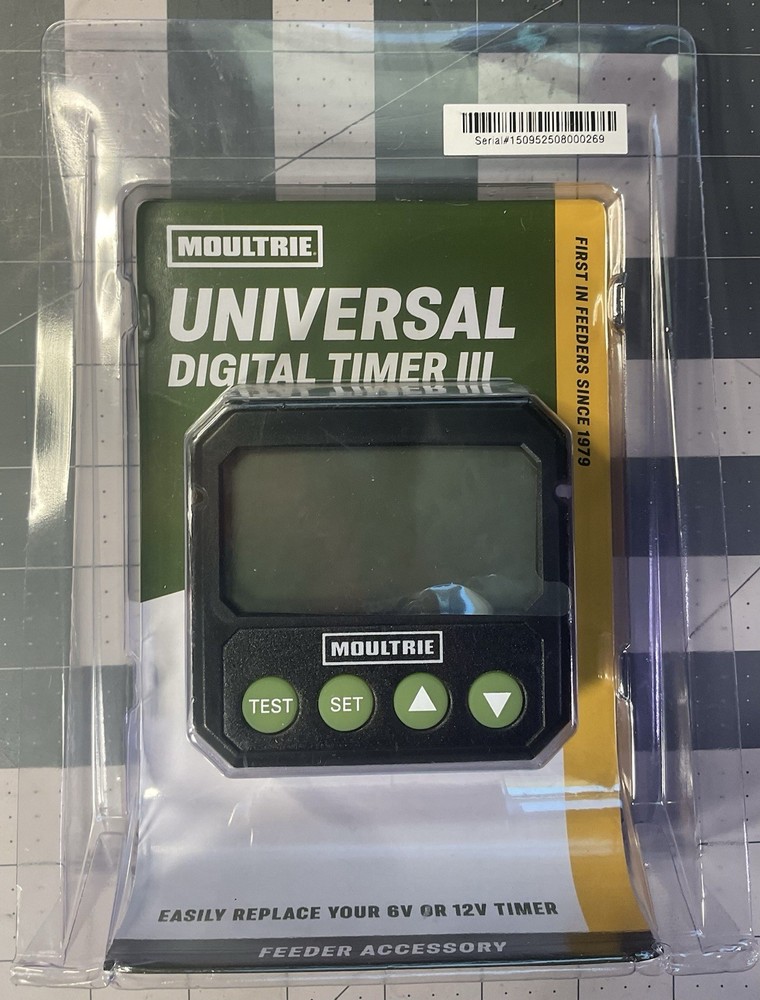 Serial#150952508000269
MOULTRIE
UNIVERSAL
DIGITAL TIMER III
FIRST IN FEEDERS SINCE 1979
MOULTRIE
TEST SET
EASILY REPLACE YOUR 6V OR 12V TIMER
FEEDER ACCESSORY